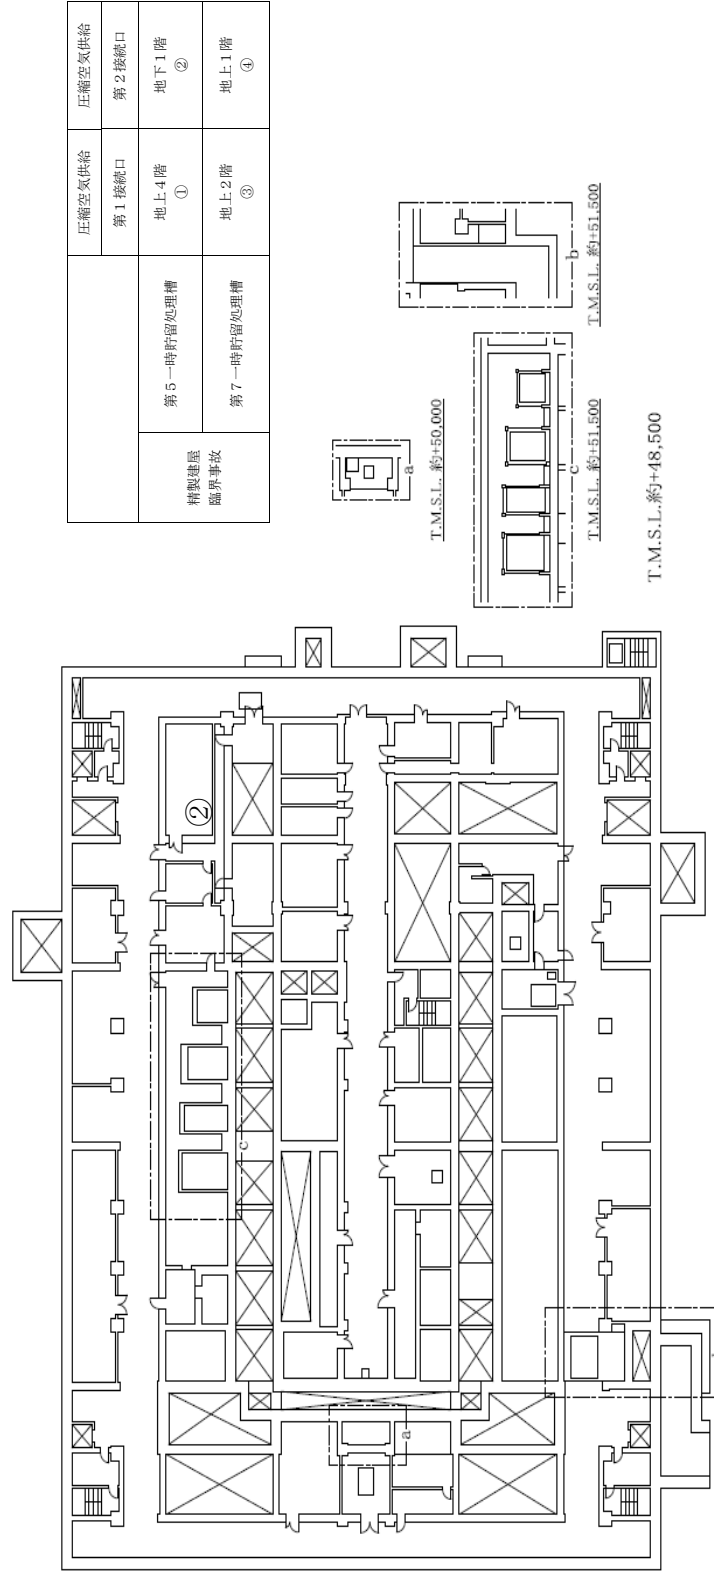 圧縮空気供給
第１接続口
圧縮空気供給
第２接続口
精製建屋
臨界事故
第５一時貯留処理槽
地上４階
①
地下１階
②
第７一時貯留処理槽
地上２階
③
地上１階
④
a
T.M.S.L. 約+50,000
b
T.M.S.L. 約+51,500
c
T.M.S.L. 約+51,500
T.M.S.L.約+48,500
②
c
a